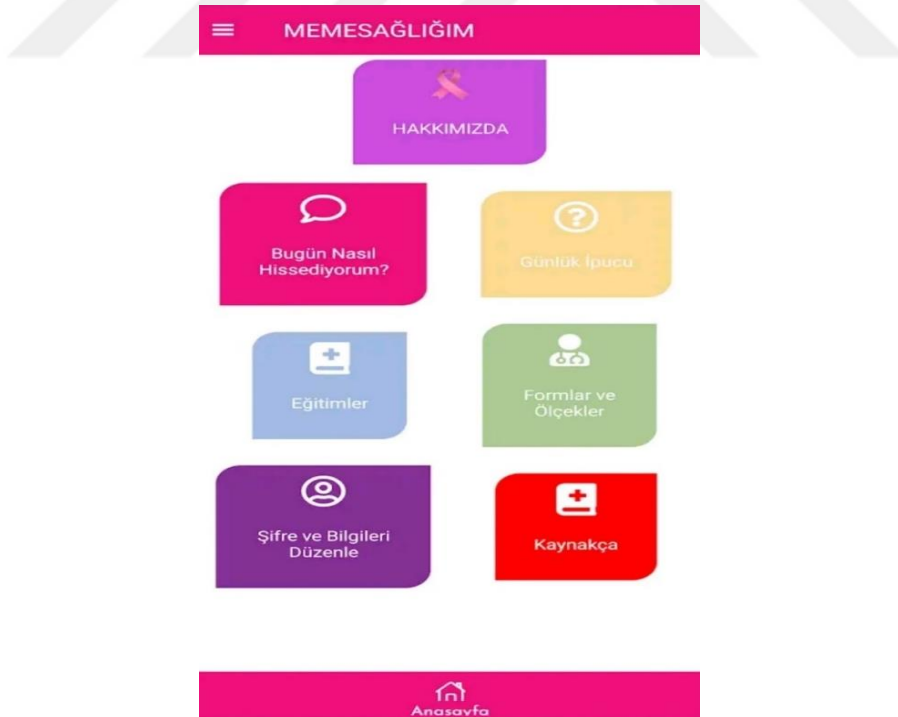 MEMESAĞLIĞIM
HAKKIMIZDA
Bugün Nasıl
Hissediyorum?
Günlük İpucu
Eğitimler
Formlar ve
Ölçekler
Şifre ve Bilgileri
Düzenle
Kaynakça
Anasayfa